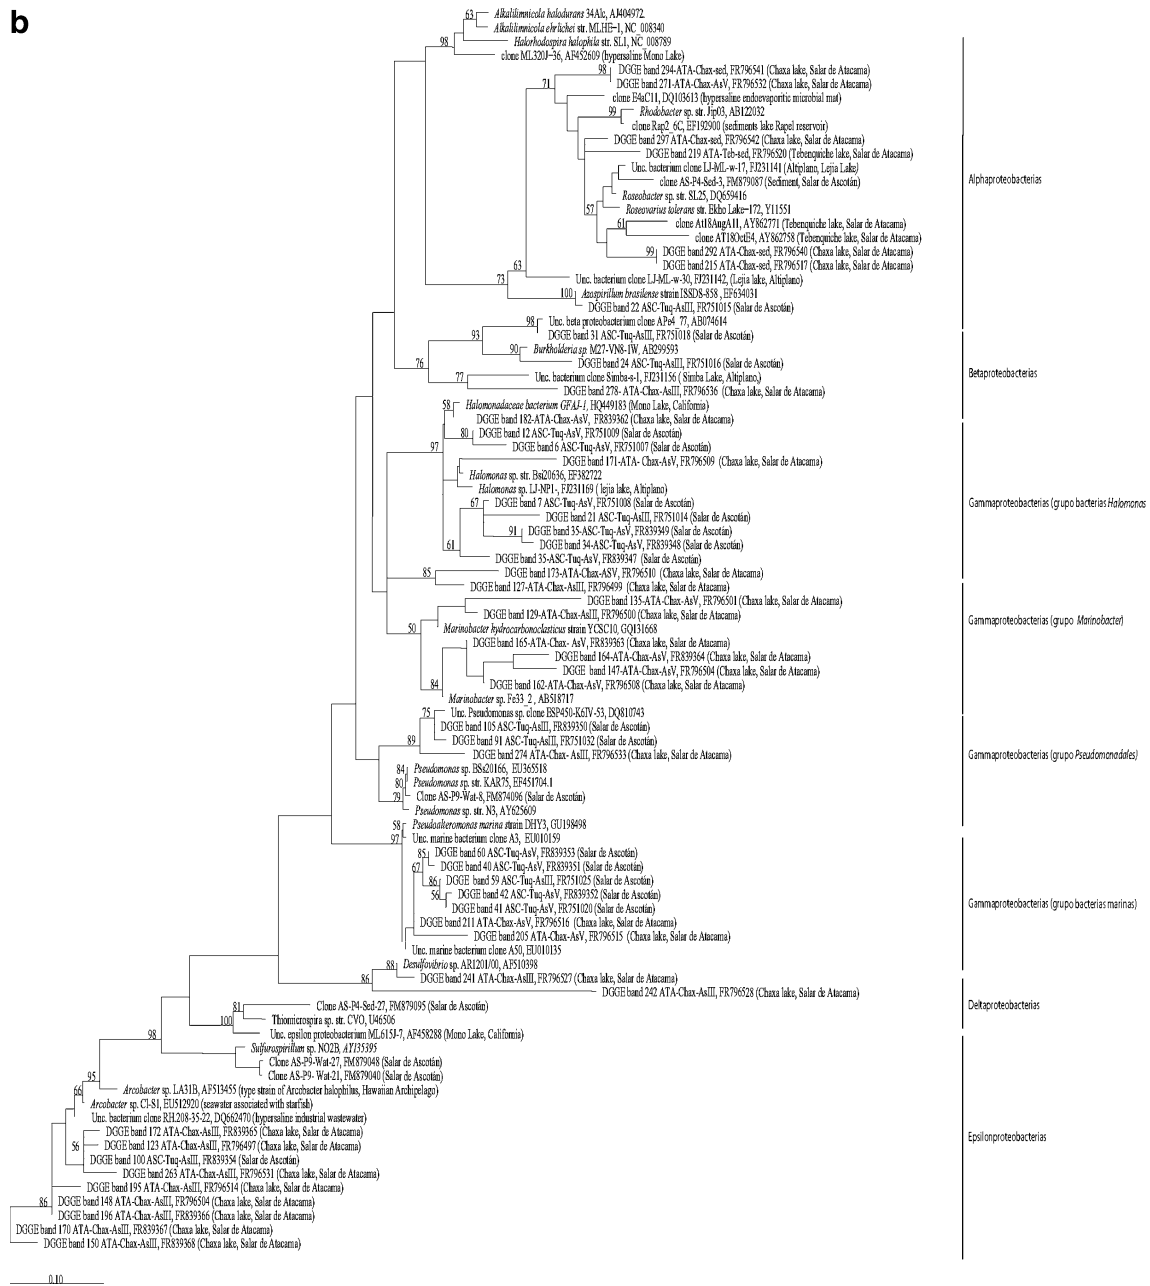 b
63 Alkalilimnicola halodurans 34Alc, AJ404972.
Alkalilimnicola ehrlichei str. MLHE-1, NC_008340
98 Halorhodospira halophila str. SL1, NC_008789
clone ML320J-36, AF452609 (hypersaline Mono Lake)
98 DGGE band 294-ATA-Chax-sed, FR796541 (Chaxa lake, Salar de Atacama)
71 DGGE band 271-ATA-Chax-AsV, FR796532 (Chaxa lake, Salar de Atacama)
clone E4aC11, DQ103613 (hypersaline endoevaporitic microbial mat)
99 Rhodobacter sp. str. Jip03, AB122032
clone Rap2_6C, EF192900 (sediments lake Rapel reservoir)
DGGE band 297 ATA-Chax-sed, FR796542 (Chaxa lake, Salar de Atacama)
DGGE band 219 ATA-Teb-sed, FR796520 (Tebenquiche lake, Salar de Atacama)
Unc. bacterium clone LJ-ML-w-17, FJ231141 (Altiplano, Lejia Lake)
Alphaproteobacterias
clone AS-P4-Sed-3, FM879087 (Sediment, Salar de Ascotán)
Roseobacter sp. str. SL25, DQ659416
57 Roseovarius tolerans str. Ekho Lake-172, Y11551
61 clone At18AugA11, AY862771 (Tebenquiche lake, Salar de Atacama)
clone AT18OctE4, AY862758 (Tebenquiche lake, Salar de Atacama)
99 DGGE band 292 ATA-Chax-sed, FR796540 (Chaxa lake, Salar de Atacama)
63 DGGE band 215 ATA-Chax-sed, FR796517 (Chaxa lake, Salar de Atacama)
73 Unc. bacterium clone LJ-ML-w-30, FJ231142, (Lejia lake, Altiplano)
100 Azospirillum brasilense strain ISSDS-858, EF634031
DGGE band 22 ASC-Tuq-AsIII, FR751015 (Salar de Ascotán)
98 Unc. beta proteobacterium clone APe4_77, AB074614
93 DGGE band 31 ASC-Tuq-AsIII, FR751018 (Salar de Ascotán)
90 Burkholderia sp. M27-VN8-1W, AB299593
76 DGGE band 24 ASC-Tuq-AsIII, FR751016 (Salar de Ascotán)
Betaproteobacterias
77 Unc. bacterium clone Simba-s-1, FJ231156 ( Simba Lake, Altiplano,)
DGGE band 278- ATA-Chax-AsIII, FR796536 (Chaxa lake, Salar de Atacama)
58 Halomonadaceae bacterium GFAJ-1, HQ449183 (Mono Lake, California)
DGGE band 182-ATA-Chax-AsV, FR839362 (Chaxa lake, Salar de Atacama)
80 DGGE band 12 ASC-Tuq-AsV, FR751009 (Salar de Ascotán)
97 DGGE band 6 ASC-Tuq-AsV, FR751007 (Salar de Ascotán)
DGGE band 171-ATA- Chax-AsV, FR796509 (Chaxa lake, Salar de Atacama)
Halomonas sp. str. Bsi20636, EF382722
Halomonas sp. LJ-NP1-, FJ231169 ( lejia lake, Altiplano)
67 DGGE band 7 ASC-Tuq-AsV, FR751008 (Salar de Ascotán)
Gammaproteobacterias (grupo bacterias Halomonas
DGGE band 21 ASC-Tuq-AsIII, FR751014 (Salar de Ascotán)
91 DGGE band 35-ASC-Tuq-AsV, FR839349 (Salar de Ascotán)
61 DGGE band 34-ASC-Tuq-AsV, FR839348 (Salar de Ascotán)
DGGE band 35-ASC-Tuq-AsV, FR839347 (Salar de Ascotán)
85 DGGE band 173-ATA-Chax-ASV, FR796510 (Chaxa lake, Salar de Atacama)
DGGE band 127-ATA-Chax-AsIII, FR796499 (Chaxa lake, Salar de Atacama)
DGGE band 135-ATA-Chax-AsV, FR796501 (Chaxa lake, Salar de Atacama)
DGGE band 129-ATA-Chax-AsIII, FR796500 (Chaxa lake, Salar de Atacama)
Gammaproteobacterias (grupo Marinobacter)
50 Marinobacter hydrocarbonoclasticus strain YCSC10, GQ131668
DGGE band 165-ATA-Chax- AsV, FR839363 (Chaxa lake, Salar de Atacama)
DGGE band 164-ATA-Chax-AsV, FR839364 (Chaxa lake, Salar de Atacama)
DGGE band 147-ATA-Chax-AsV, FR796504 (Chaxa lake, Salar de Atacama)
84 DGGE band 162-ATA-Chax-AsV, FR796508 (Chaxa lake, Salar de Atacama)
Marinobacter sp. Fe33_2 , AB518717
75 Unc. Pseudomonas sp. clone ESP450-K6IV-53, DQ810743
DGGE band 105 ASC-Tuq-AsIII, FR839350 (Salar de Ascotán)
89 DGGE band 91 ASC-Tuq-AsIII, FR751032 (Salar de Ascotán)
DGGE band 274 ATA-Chax- AsIII, FR796533 (Chaxa lake, Salar de Atacama)
Gammaproteobacterias (grupo Pseudomonadales)
84 Pseudomonas sp. BSs20166, EU365518
80 Pseudomonas sp. str. KAR75, EF451704.1
79 Clone AS-P9-Wat-8, FM874096 (Salar de Ascotán)
Pseudomonas sp. str. N3, AY625609
58 Pseudoalteromonas marina strain DHY3, GU198498
97 Unc. marine bacterium clone A3, EU010159
85 DGGE band 60 ASC-Tuq-AsV, FR839353 (Salar de Ascotán)
67 DGGE band 40 ASC-Tuq-AsV, FR839351 (Salar de Ascotán)
86 DGGE band 59 ASC-Tuq-AsIII, FR751025 (Salar de Ascotán)
56 DGGE band 42 ASC-Tuq-AsV, FR839352 (Salar de Ascotán)
DGGE band 41 ASC-Tuq-AsV, FR751020 (Salar de Ascotán)
Gammaproteobacterias (grupo bacterias marinas)
DGGE band 211 ATA-Chax-AsV, FR796516 (Chaxa lake, Salar de Atacama)
DGGE band 205 ATA-Chax-AsV, FR796515 (Chaxa lake, Salar de Atacama)
Unc. marine bacterium clone A50, EU010135
88 Desulfovibrio sp. AR1201/00, AF510398
86 DGGE band 241 ATA-Chax-AsIII, FR796527 (Chaxa lake, Salar de Atacama)
DGGE band 242 ATA-Chax-AsIII, FR796528 (Chaxa lake, Salar de Atacama)
81 Clone AS-P4-Sed-27, FM879095 (Salar de Ascotán)
Deltaproteobacterias
100 Thiomicrospira sp. str. CVO, U46506
98 Unc. epsilon proteobacterium ML615J-7, AF458288 (Mono Lake, California)
Sulfurospirillum sp. NO2B, AY135395
Clone AS-P9-Wat-27, FM879048 (Salar de Ascotán)
95 Clone AS-P9- Wat-21, FM879040 (Salar de Ascotán)
66 Arcobacter sp. LA31B, AF513455 (type strain of Arcobacter halophilus, Hawaiian Archipelago)
Arcobacter sp. Cl-S1, EU512920 (seawater associated with starfish)
Unc. bacterium clone RH.208-35-22, DQ662470 (hypersaline industrial wastewater)
DGGE band 172 ATA-Chax-AsIII, FR839365 (Chaxa lake, Salar de Atacama)
Epsilonproteobacterias
56 DGGE band 123 ATA-Chax-AsIII, FR796497 (Chaxa lake, Salar de Atacama)
DGGE band 100 ASC-Tuq-AsIII, FR839354 (Salar de Ascotán)
DGGE band 263 ATA-Chax-AsIII, FR796531 (Chaxa lake, Salar de Atacama)
DGGE band 195 ATA-Chax-AsIII, FR796514 (Chaxa lake, Salar de Atacama)
86 DGGE band 148 ATA-Chax-AsIII, FR796504 (Chaxa lake, Salar de Atacama)
DGGE band 196 ATA-Chax-AsIII, FR839366 (Chaxa lake, Salar de Atacama)
DGGE band 170 ATA-Chax-AsIII, FR839367 (Chaxa lake, Salar de Atacama)
DGGE band 150 ATA-Chax-AsIII, FR839368 (Chaxa lake, Salar de Atacama)
0.10